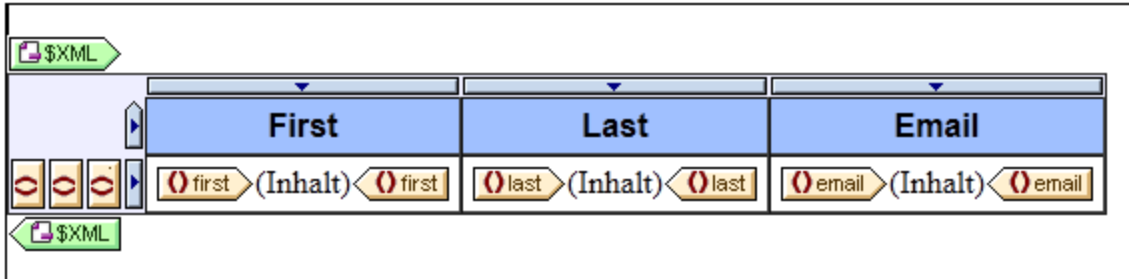 $XML
First Last Email
() first (Inhalt) () first () last (Inhalt) () last () email (Inhalt) () email
$XML